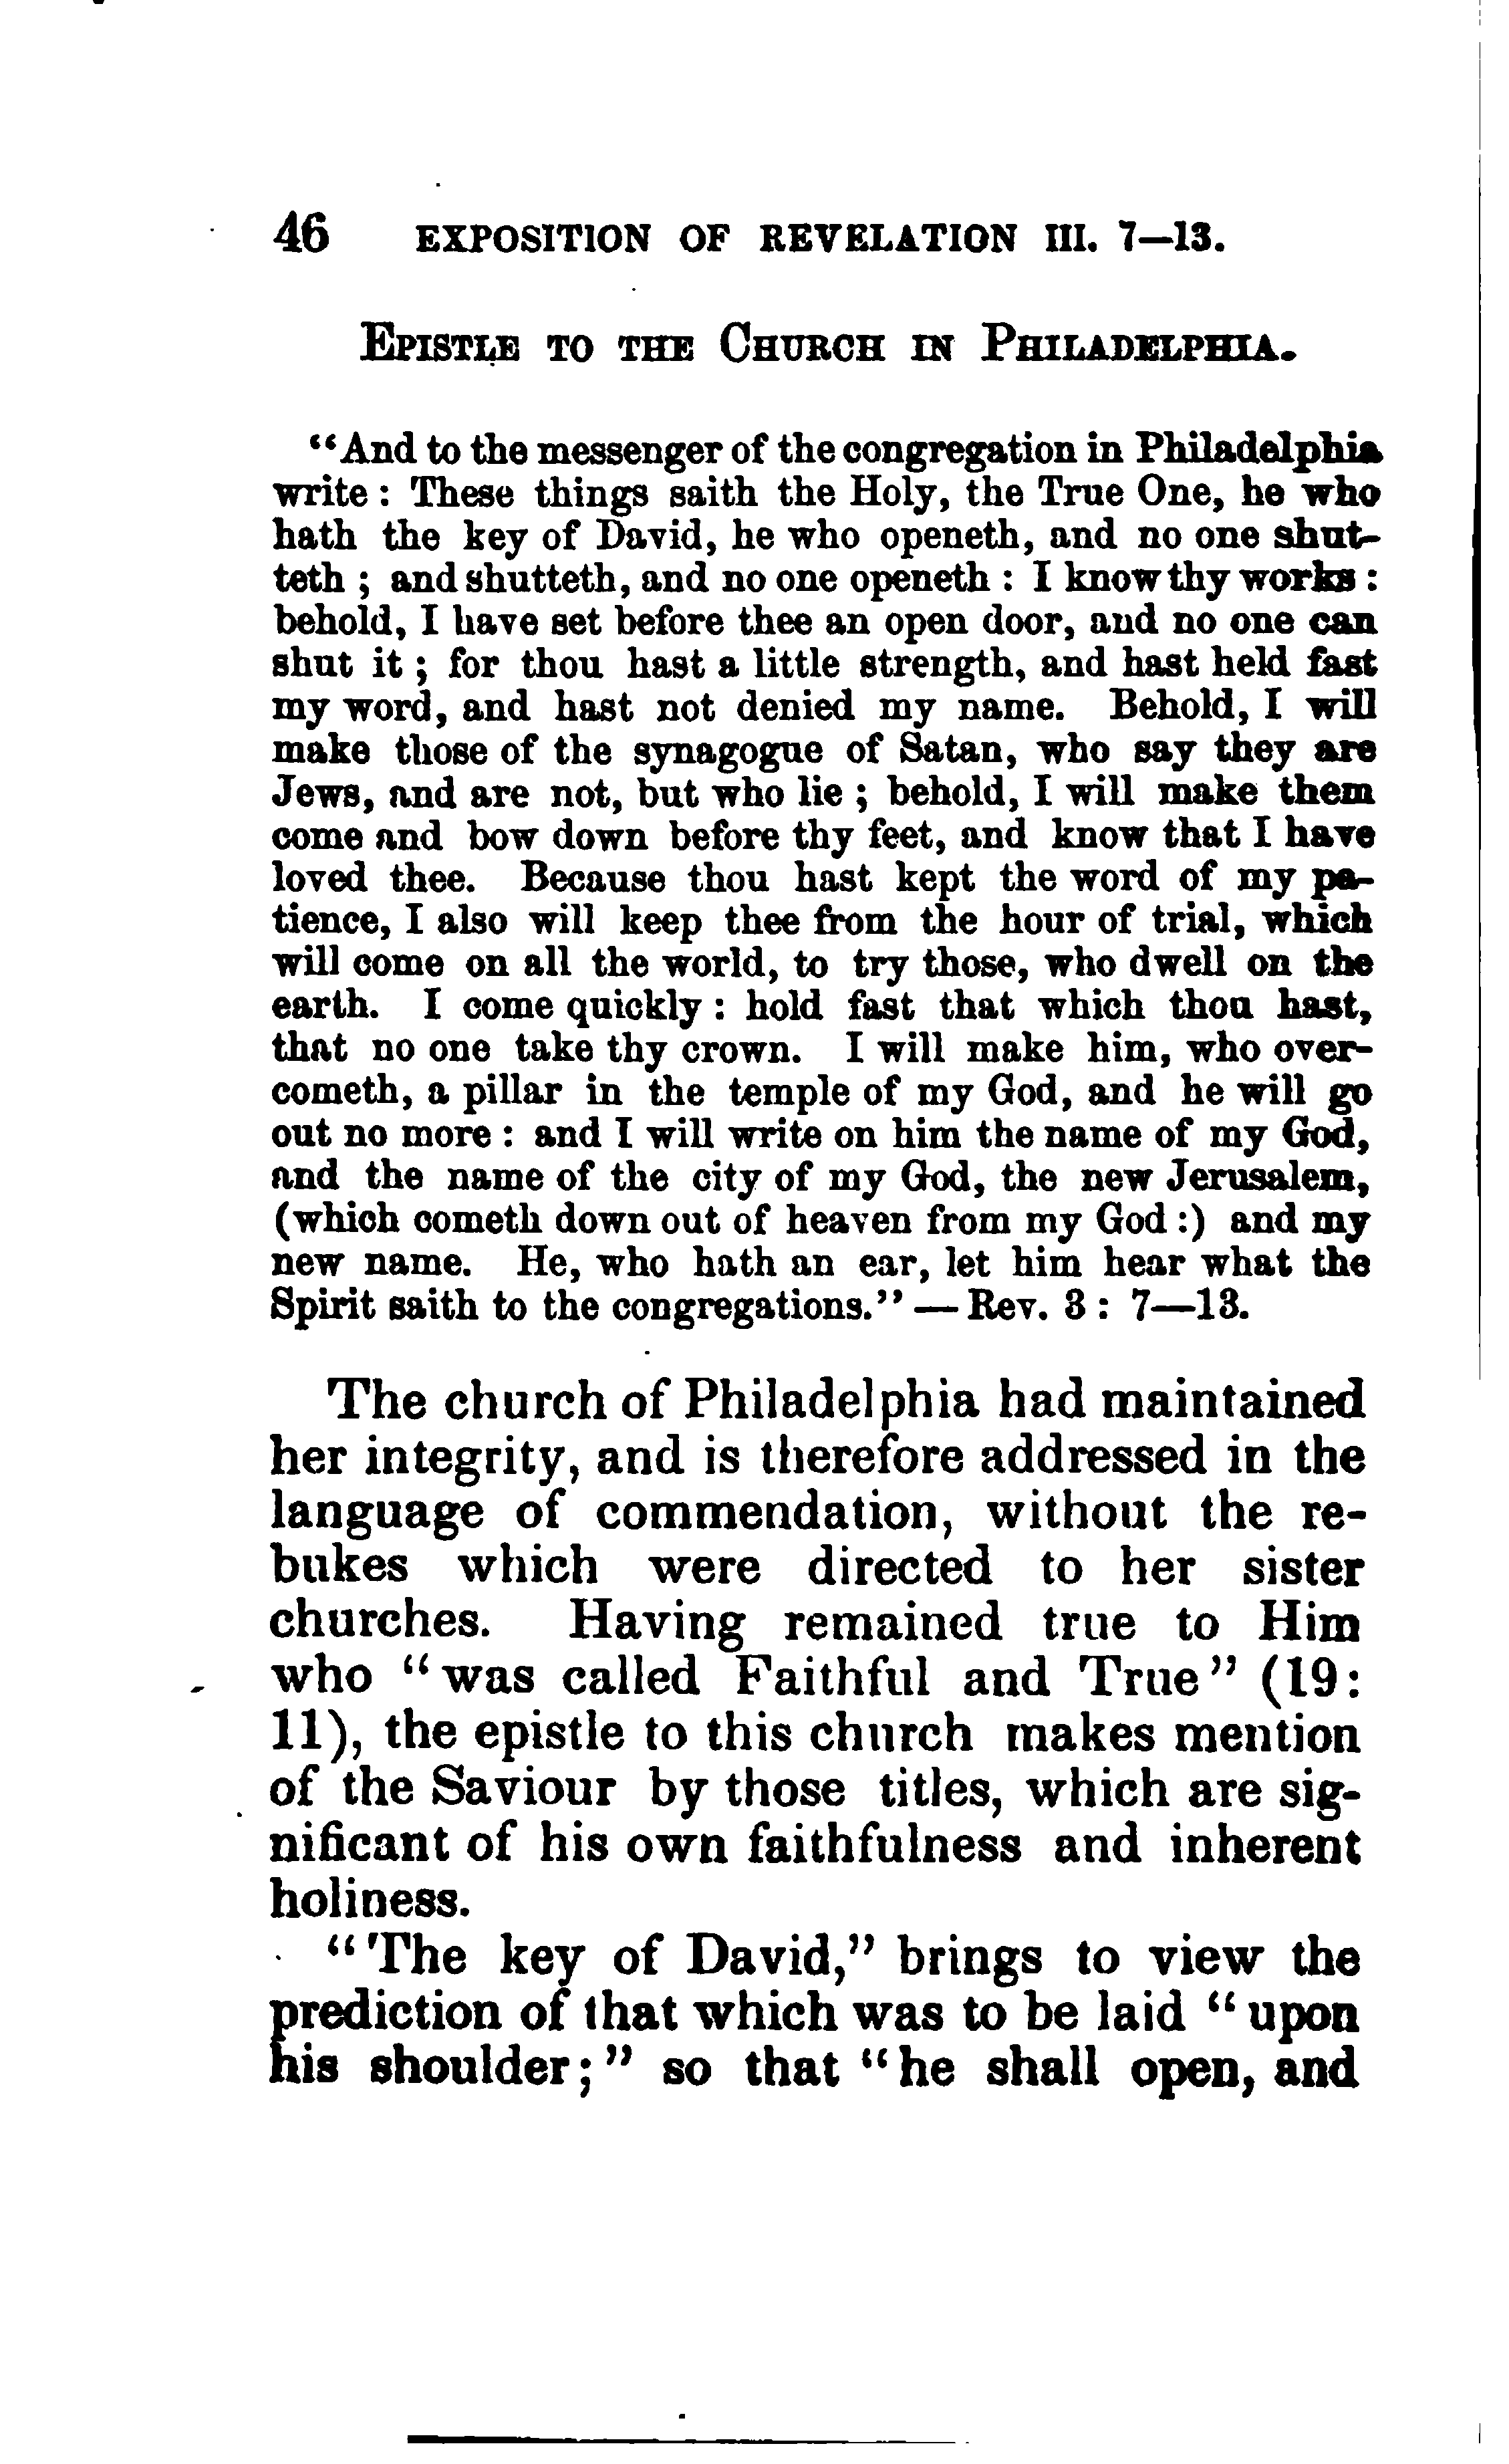 46 EXPOSITION OF REVELATION III. 7—13.
EPISTLE TO THE CHURCH IN PHILADELPHIA.
"And to the messenger of the congregation in Philadelphia
write : These things saith the Holy, the True One, he who
hath the key of David, he who openeth, and no one shut-
teth ; and shutteth, and no one openeth : I know thy works :
behold, I have set before thee an open door, and no one can
shut it ; for thou hast a little strength, and hast held fast
my word, and hast not denied my name. Behold, I will
make those of the synagogue of Satan, who say they are
Jews, and are not, but who lie ; behold, I will make them
come and bow down before thy feet, and know that I have
loved thee. Because thou hast kept the word of my pa-
tience, I also will keep thee from the hour of trial, which
will come on all the world, to try those, who dwell on the
earth. I come quickly : hold fast that which thou hast,
that no one take thy crown. I will make him, who over-
cometh, a pillar in the temple of my God, and he will go
out no more : and I will write on him the name of my God,
and the name of the city of my God, the new Jerusalem,
(which cometh down out of heaven from my God :) and my
new name. He, who hath an ear, let him hear what the
Spirit saith to the congregations." — Rev. 3 : 7—13.
The church of Philadelphia had maintained
her integrity, and is therefore addressed in the
language of commendation, without the re-
bukes which were directed to her sister
churches. Having remained true to Him
who "was called Faithful and True" (19:
11), the epistle to this church makes mention
of the Saviour by those titles, which are sig-
nificant of his own faithfulness and inherent
holiness.
"The key of David," brings to view the
prediction of that which was to be laid "upon
his shoulder;" so that "he shall open, and